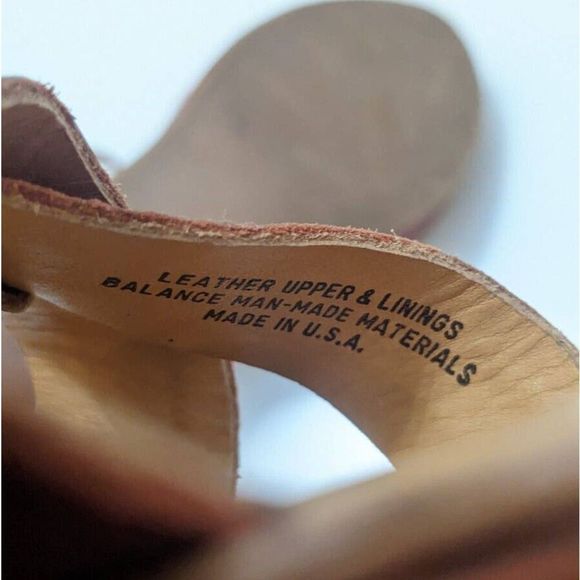 LEATHER UPPER & LININGS
BALANCE MAN-MADE MATERIALS
MADE IN U.S.A.